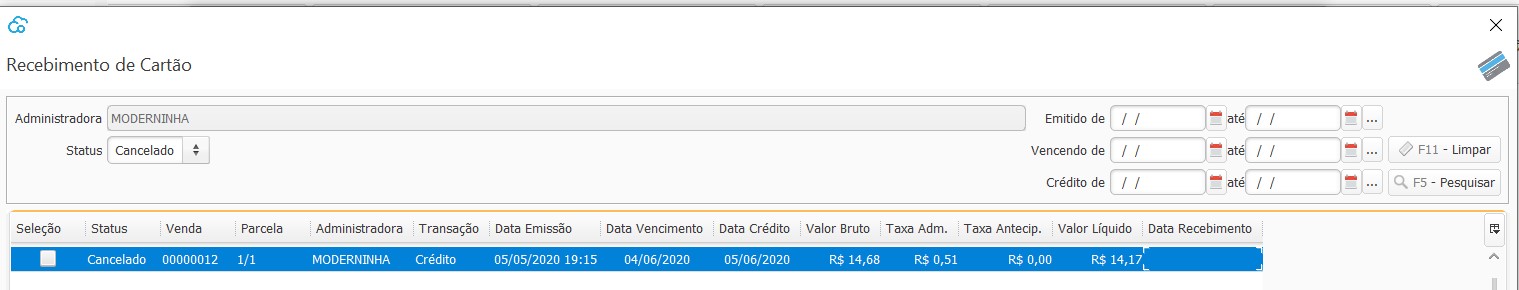 Recebimento de Cartão
Administradora MODERNINHA Emitido de / / até / / ...
Status Cancelado Vencendo de / / até / / ... F11 - Limpar
Crédito de / / até / / ... F5 - Pesquisar
Seleção Status Venda Parcela Administradora Transação Data Emissão Data Vencimento Data Crédito Valor Bruto Taxa Adm. Taxa Antecip. Valor Líquido Data Recebimento
Cancelado 00000012 1/1 MODERNINHA Crédito 05/05/2020 19:15 04/06/2020 05/06/2020 R$ 14,68 R$ 0,51 R$ 0,00 R$ 14,17